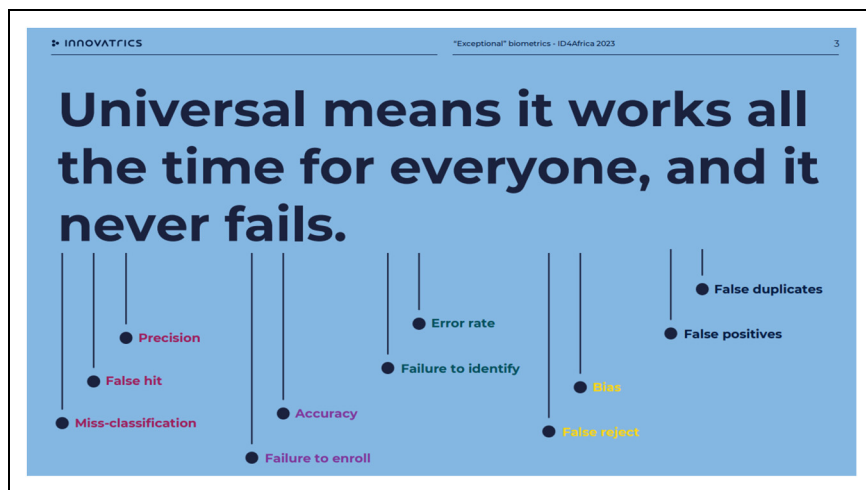 INNOVATRICS
"Exceptional" biometrics - ID4Africa 2023
3
Universal means it works all
the time for everyone, and it
never fails.
False duplicates
Error rate
False positives
Precision
Failure to identify
False hit
Bias
Accuracy
Miss-classification
False reject
Failure to enroll